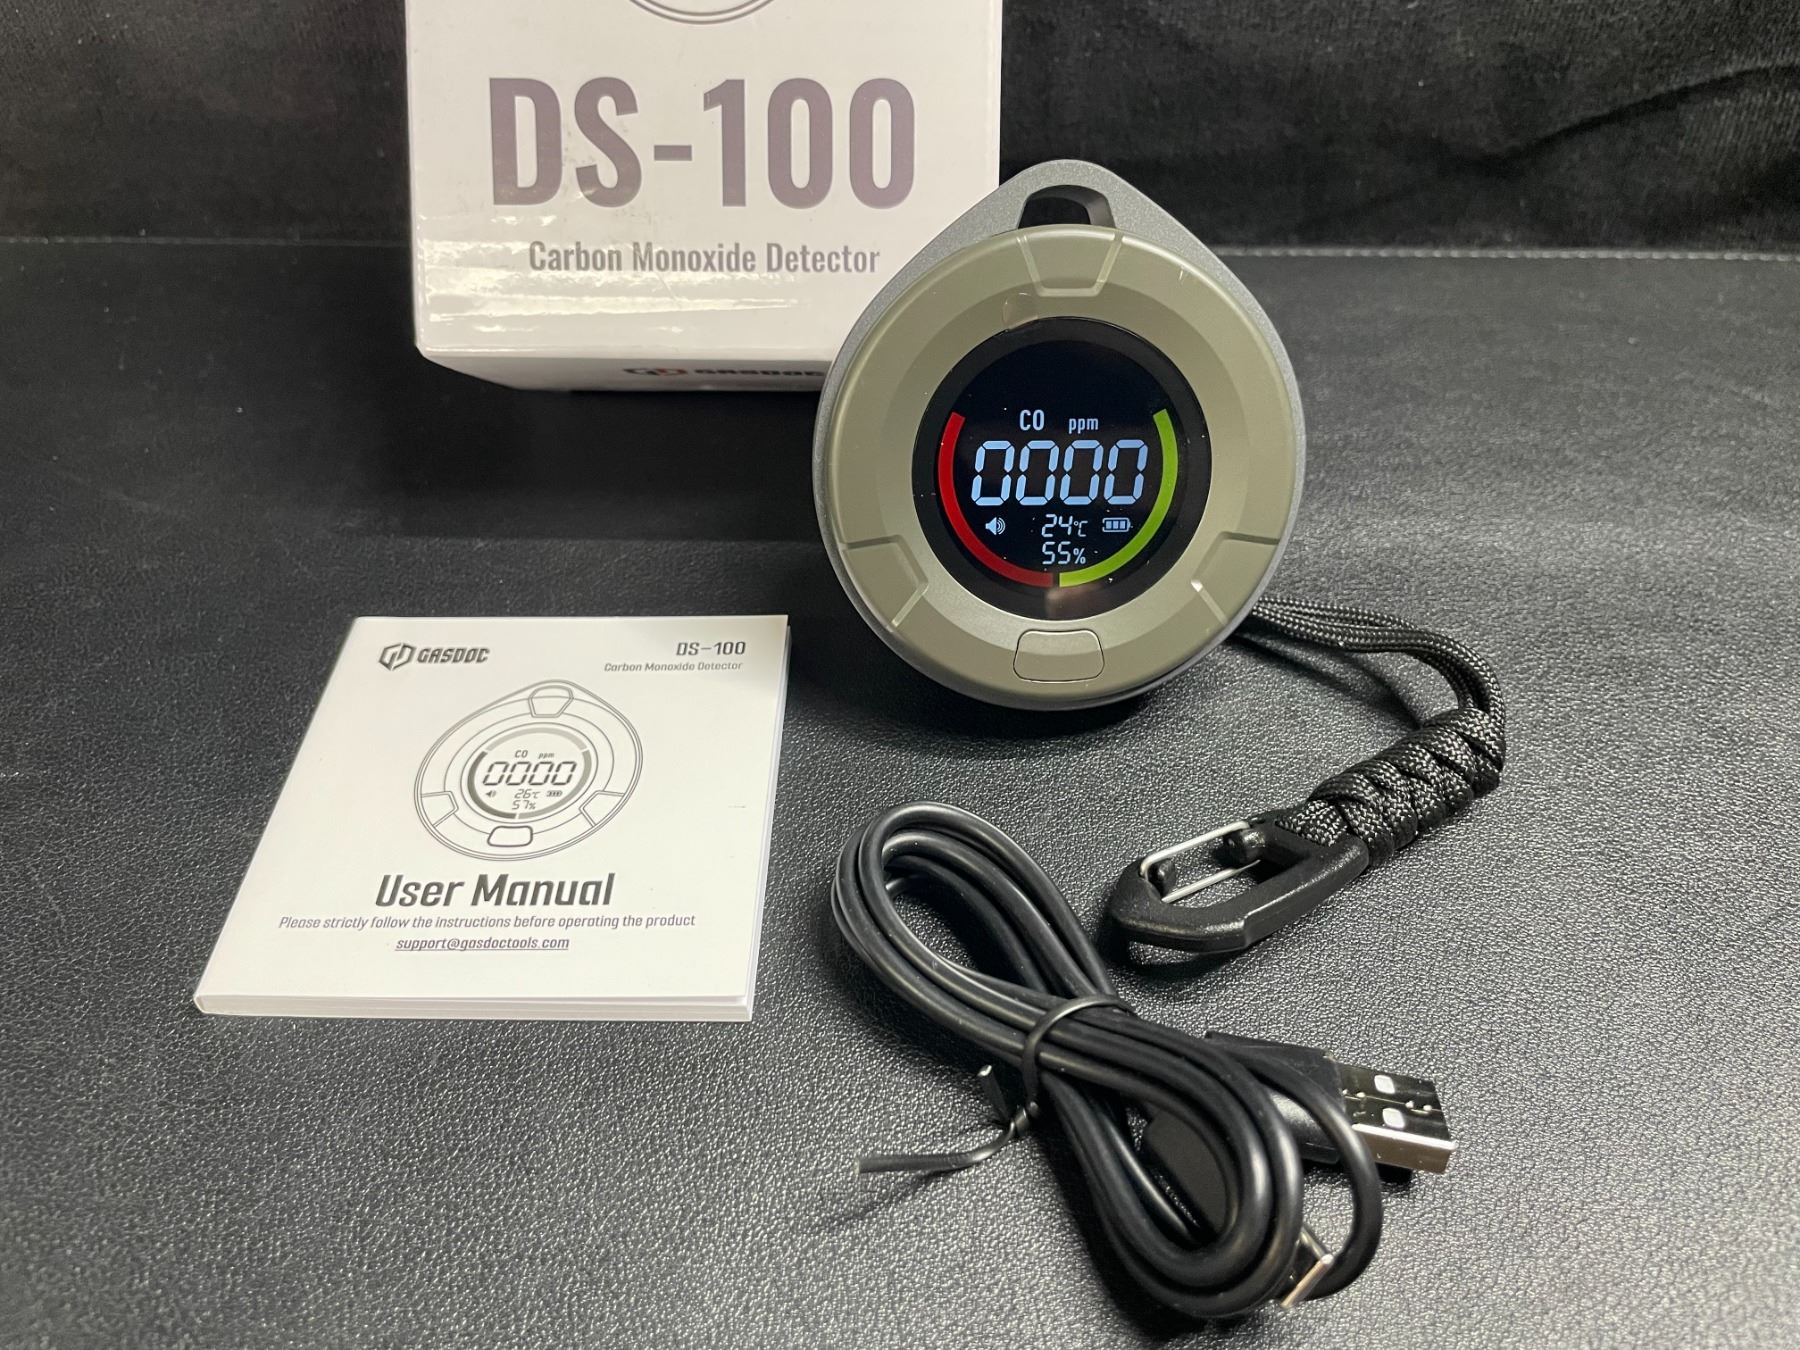 DS-100
Carbon Monoxide Detector
GASDOC
CO ppm
0000
24℃
55%
GASDOC
DS-100
Carbon Monoxide Detector
CO ppm
0000
26℃
57%
User Manual
Please strictly follow the instructions before operating the product
support@gasdoctools.com